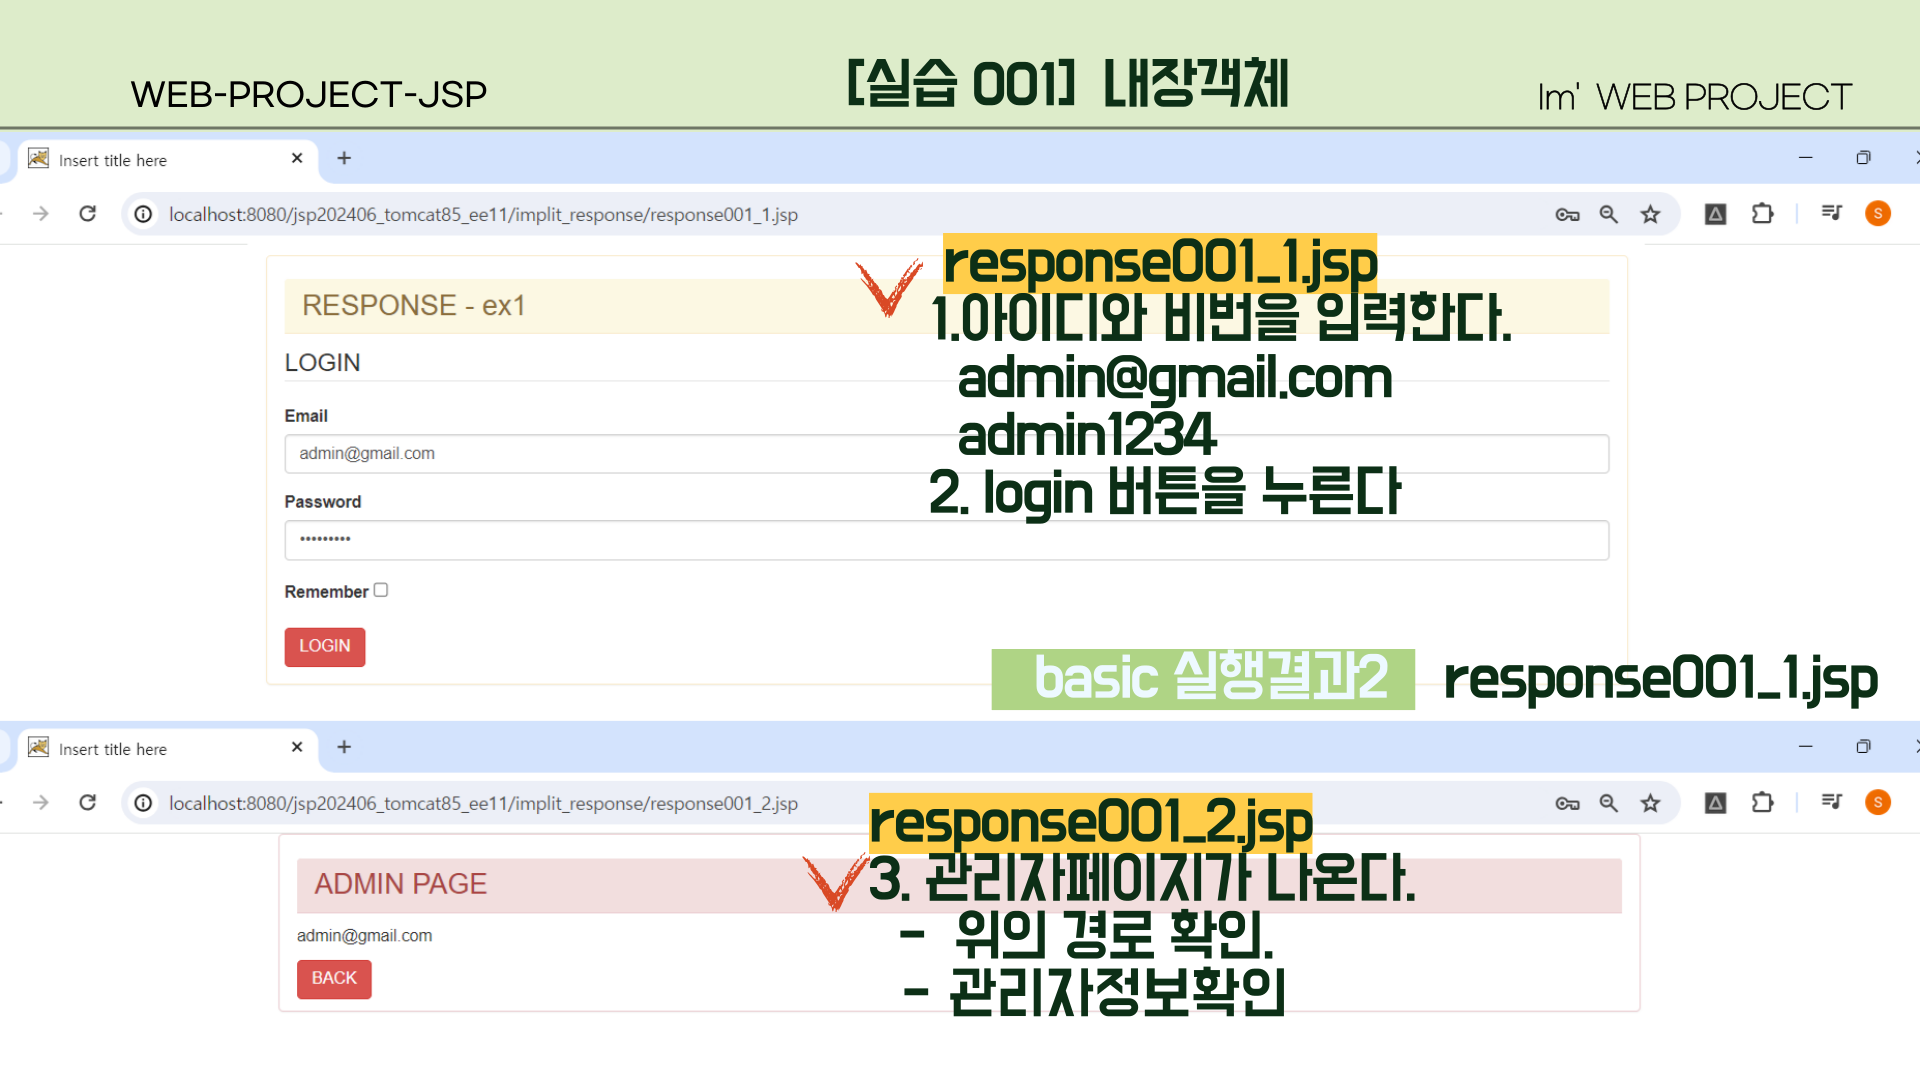 WEB-PROJECT-JSP
[실습 001] 내장객체
Im' WEB PROJECT
Insert title here
localhost:8080/jsp202406_tomcat85_ee11/implit_response/response001_1.jsp
S
response001_1.jsp
RESPONSE - ex1
1.아이디와 비번을 입력한다.
LOGIN
admin@gmail.com
Email
admin1234
admin@gmail.com
2. login 버튼을 누른다
Password
•••••••••
Remember
LOGIN
basic 실행결과2
response001_1.jsp
Insert title here
localhost:8080/jsp202406_tomcat85_ee11/implit_response/response001_2.jsp
S
response001_2.jsp
ADMIN PAGE
3. 관리자페이지가 나온다.
admin@gmail.com
- 위의 경로 확인.
BACK
- 관리자정보확인